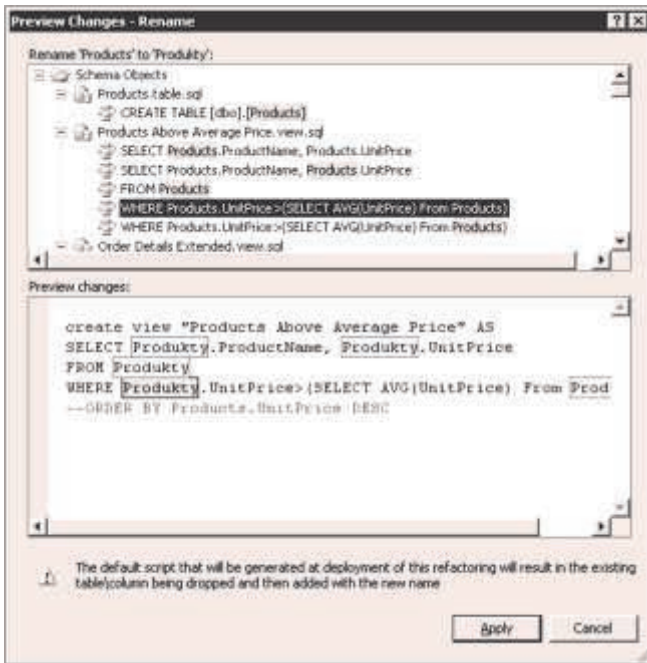 Preview Changes - Rename
Rename 'Products' to 'Produkty':
Schema Objects
Products.table.sql
CREATE TABLE [dbo].[Products]
Products Above Average Price.view.sql
SELECT Products.ProductName, Products.UnitPrice
SELECT Products.ProductName, Products.UnitPrice
FROM Products
WHERE Products.UnitPrice>(SELECT AVG(UnitPrice) From Products)
WHERE Products.UnitPrice>(SELECT AVG(UnitPrice) From Products)
Order Details Extended.view.sql
Preview changes:
create view "Products Above Average Price" AS
SELECT Produkty.ProductName, Produkty.UnitPrice
FROM Produkty
WHERE Produkty.UnitPrice>(SELECT AVG(UnitPrice) From Prod
--ORDER BY Products.UnitPrice DESC
The default script that will be generated at deployment of this refactoring will result in the existing
table\column being dropped and then added with the new name
Apply Cancel